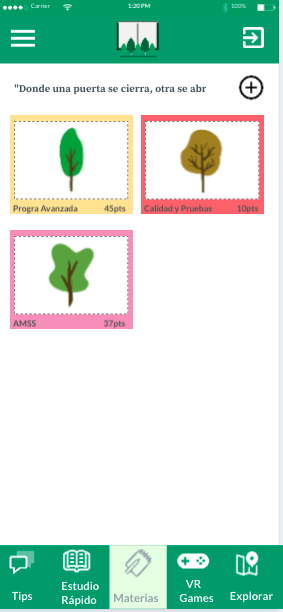 Carrier 1:20 PM 100%
"Donde una puerta se cierra, otra se abr
Progra Avanzada 45pts Calidad y Pruebas 10pts
AMSS 37pts
Tips Estudio Rápido Materias VR Games Explorar